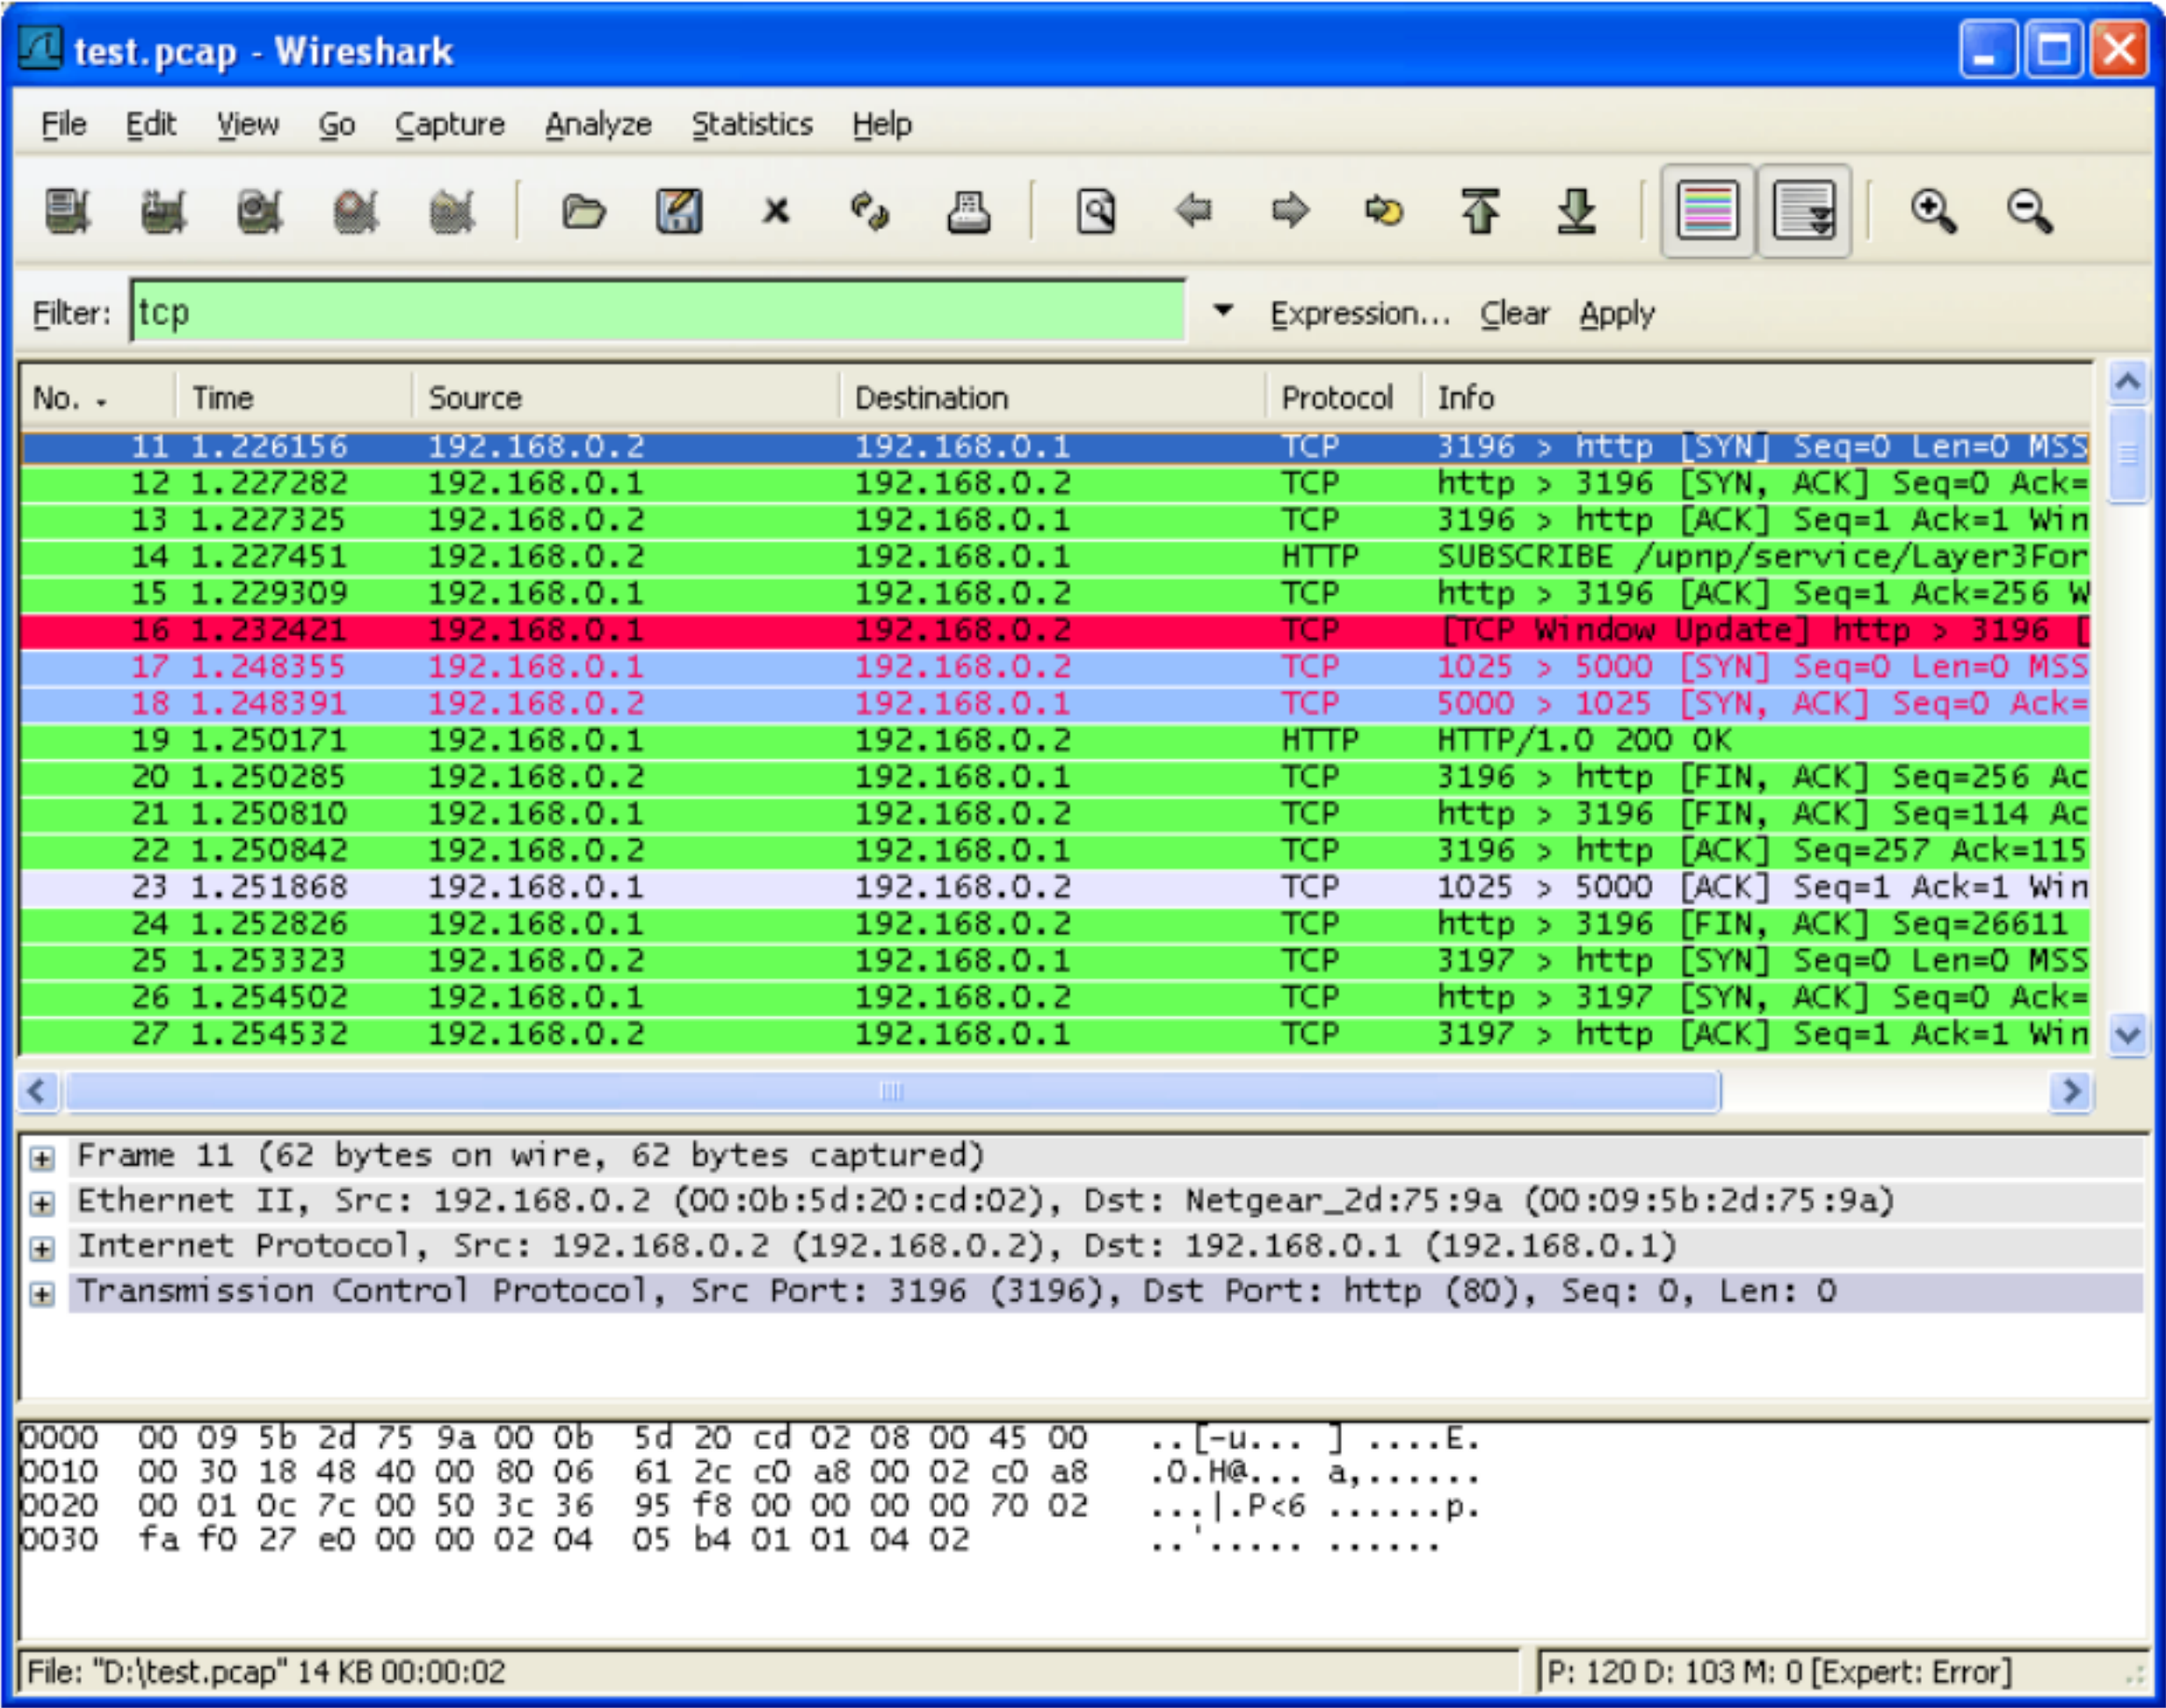 test.pcap - Wireshark
File Edit View Go Capture Analyze Statistics Help
Filter: tcp Expression... Clear Apply
No. Time Source Destination Protocol Info
11 1.226156 192.168.0.2 192.168.0.1 TCP 3196 > http [SYN] Seq=0 Len=0 MSS
12 1.227282 192.168.0.1 192.168.0.2 TCP http > 3196 [SYN, ACK] Seq=0 Ack=
13 1.227325 192.168.0.2 192.168.0.1 TCP 3196 > http [ACK] Seq=1 Ack=1 Win
14 1.227451 192.168.0.2 192.168.0.1 HTTP SUBSCRIBE /upnp/service/Layer3For
15 1.229309 192.168.0.1 192.168.0.2 TCP http > 3196 [ACK] Seq=1 Ack=256 W
16 1.232421 192.168.0.1 192.168.0.2 TCP [TCP Window Update] http > 3196 [
17 1.248355 192.168.0.1 192.168.0.2 TCP 1025 > 5000 [SYN] Seq=0 Len=0 MSS
18 1.248391 192.168.0.2 192.168.0.1 TCP 5000 > 1025 [SYN, ACK] Seq=0 Ack=
19 1.250171 192.168.0.1 192.168.0.2 HTTP HTTP/1.0 200 OK
20 1.250285 192.168.0.2 192.168.0.1 TCP 3196 > http [FIN, ACK] Seq=256 Ac
21 1.250810 192.168.0.1 192.168.0.2 TCP http > 3196 [FIN, ACK] Seq=114 Ac
22 1.250842 192.168.0.2 192.168.0.1 TCP 3196 > http [ACK] Seq=257 Ack=115
23 1.251868 192.168.0.1 192.168.0.2 TCP 1025 > 5000 [ACK] Seq=1 Ack=1 Win
24 1.252826 192.168.0.1 192.168.0.2 TCP http > 3196 [FIN, ACK] Seq=26611
25 1.253323 192.168.0.2 192.168.0.1 TCP 3197 > http [SYN] Seq=0 Len=0 MSS
26 1.254502 192.168.0.1 192.168.0.2 TCP http > 3197 [SYN, ACK] Seq=0 Ack=
27 1.254532 192.168.0.2 192.168.0.1 TCP 3197 > http [ACK] Seq=1 Ack=1 Win
Frame 11 (62 bytes on wire, 62 bytes captured)
Ethernet II, Src: 192.168.0.2 (00:0b:5d:20:cd:02), Dst: Netgear_2d:75:9a (00:09:5b:2d:75:9a)
Internet Protocol, Src: 192.168.0.2 (192.168.0.2), Dst: 192.168.0.1 (192.168.0.1)
Transmission Control Protocol, Src Port: 3196 (3196), Dst Port: http (80), Seq: 0, Len: 0
0000 00 09 5b 2d 75 9a 00 0b 5d 20 cd 02 08 00 45 00 ..[-u... ] ....E.
0010 00 30 18 48 40 00 80 06 61 2c c0 a8 00 02 c0 a8 .0.H@... a,......
0020 00 01 0c 7c 00 50 3c 36 95 f8 00 00 00 00 70 02 ...|.P<6 ......p.
0030 fa f0 27 e0 00 00 02 04 05 b4 01 01 04 02 ..'..... ......
File: "D:\test.pcap" 14 KB 00:00:02 P: 120 D: 103 M: 0 [Expert: Error]